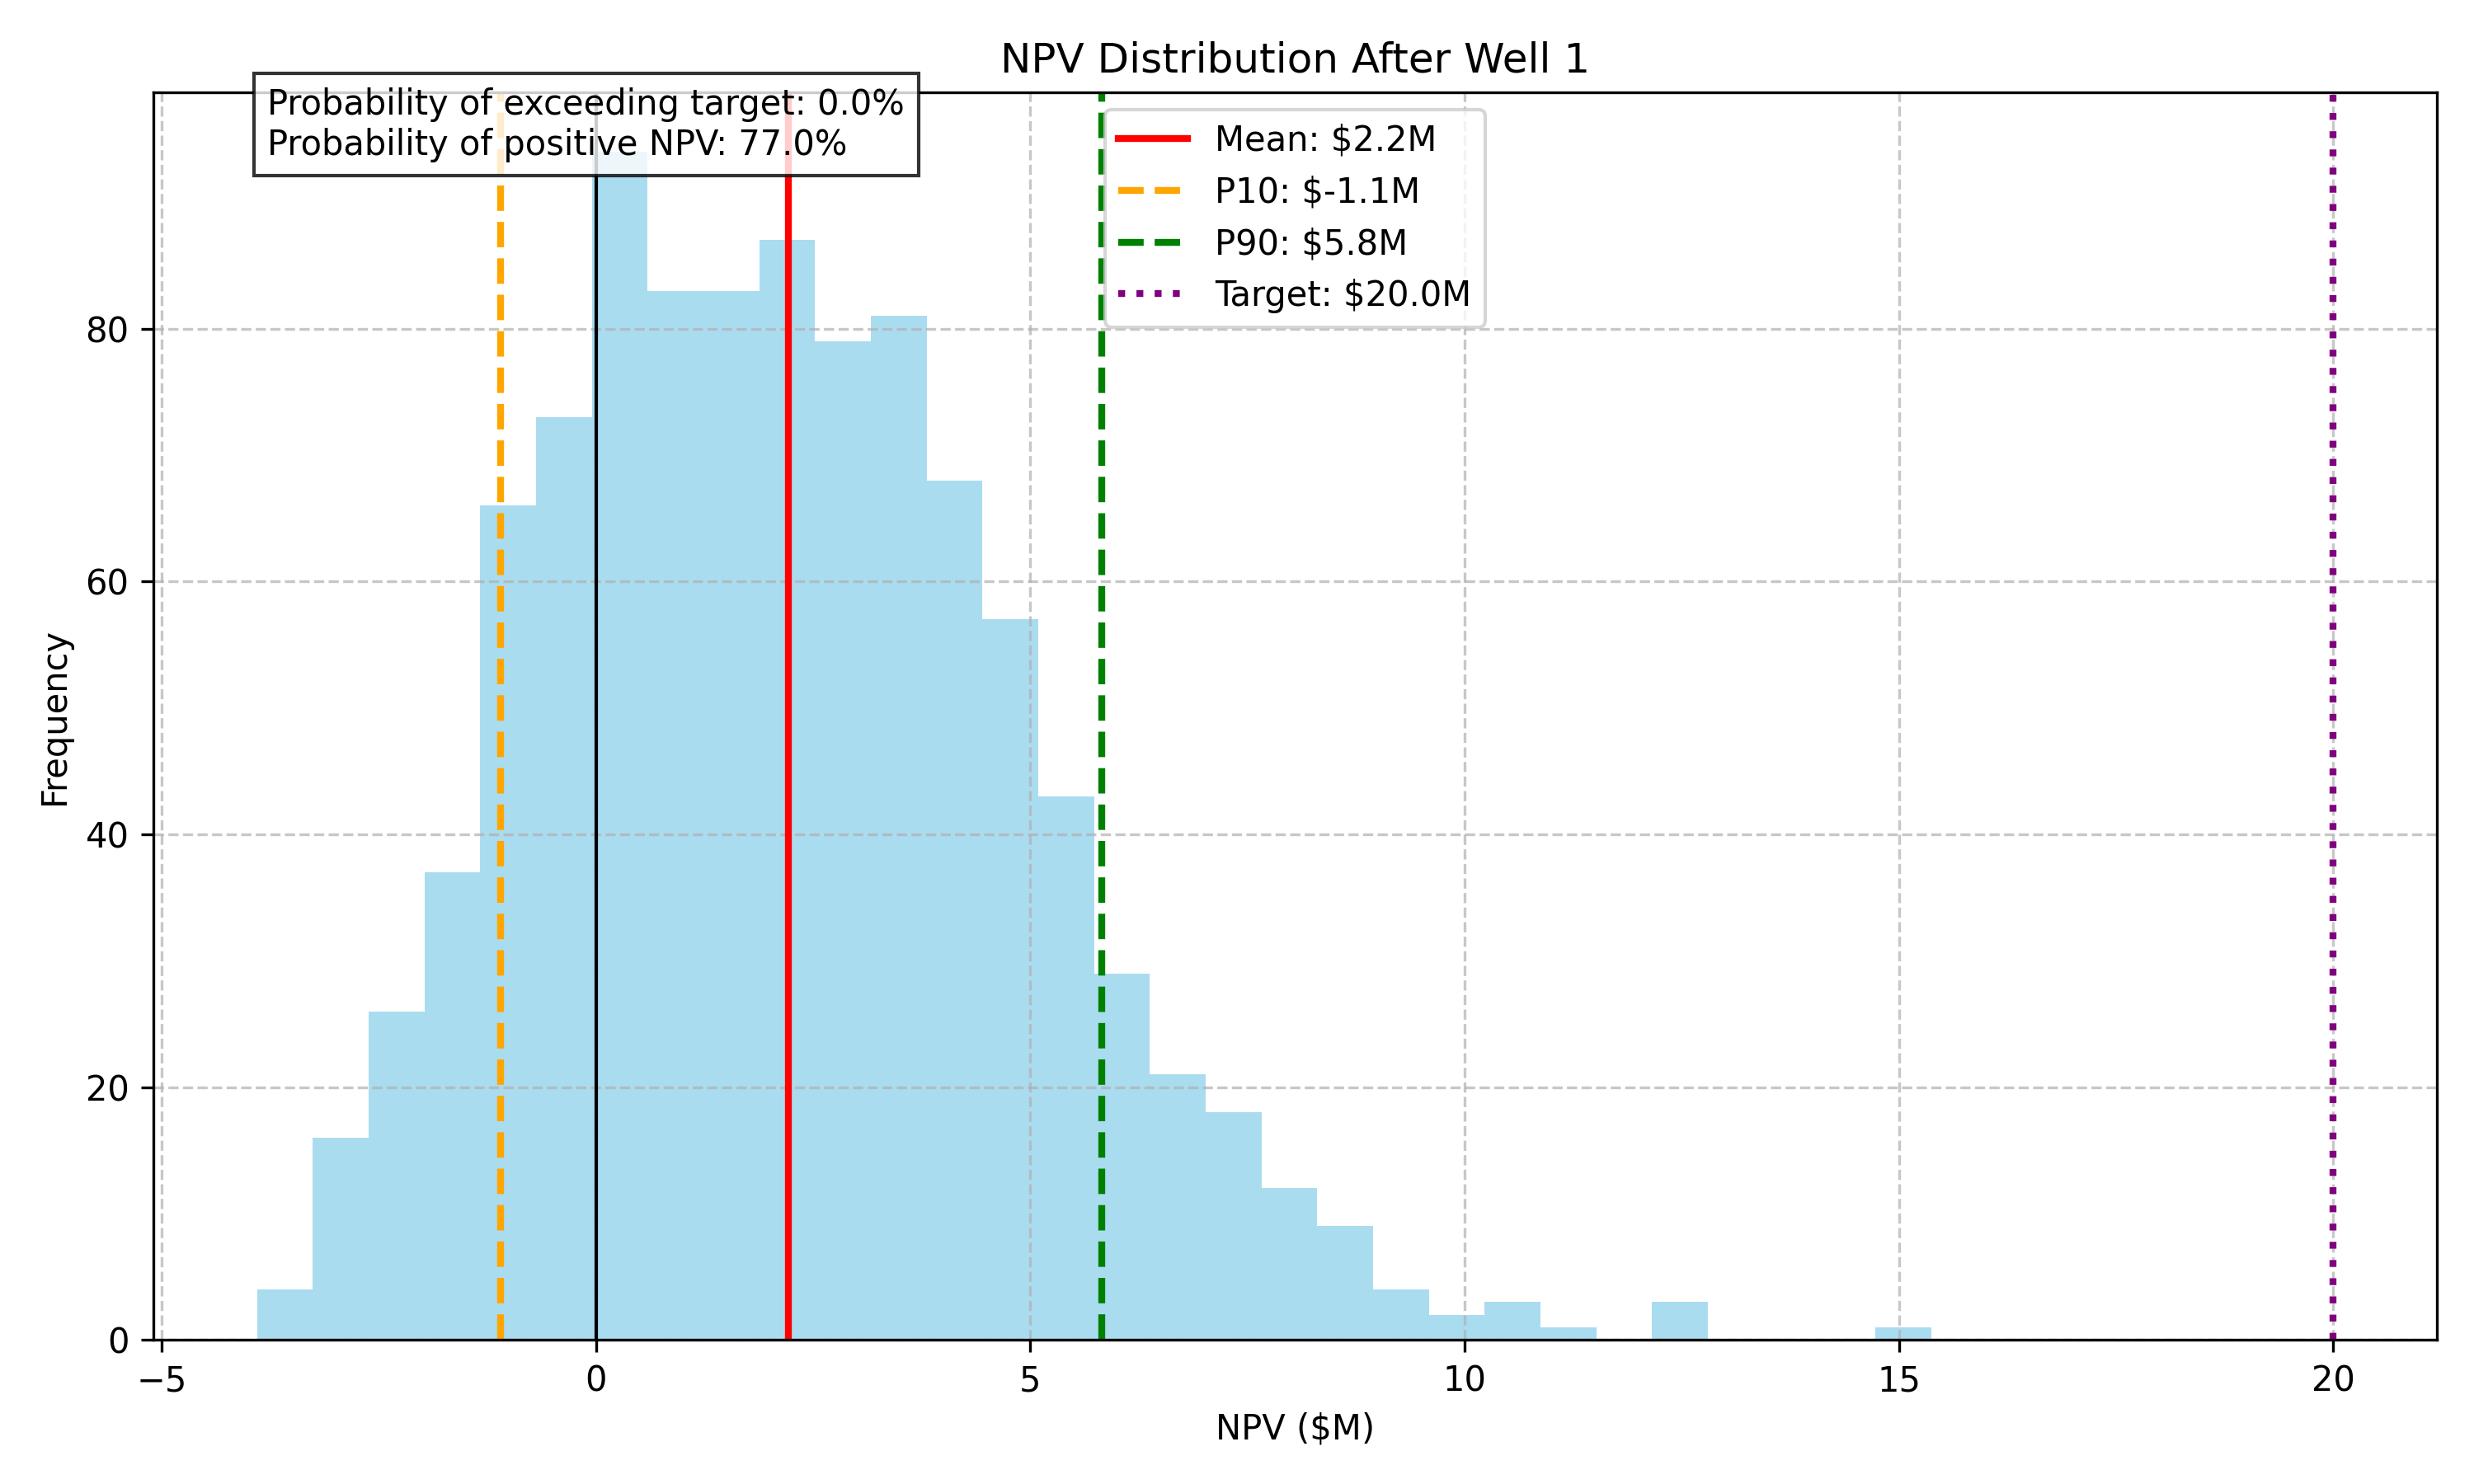 NPV Distribution After Well 1
Probability of exceeding target: 0.0%
Probability of positive NPV: 77.0%
Mean: $2.2M
P10: $-1.1M
P90: $5.8M
Target: $20.0M
Frequency
80
60
40
20
0
−5
0
5
10
15
20
NPV ($M)